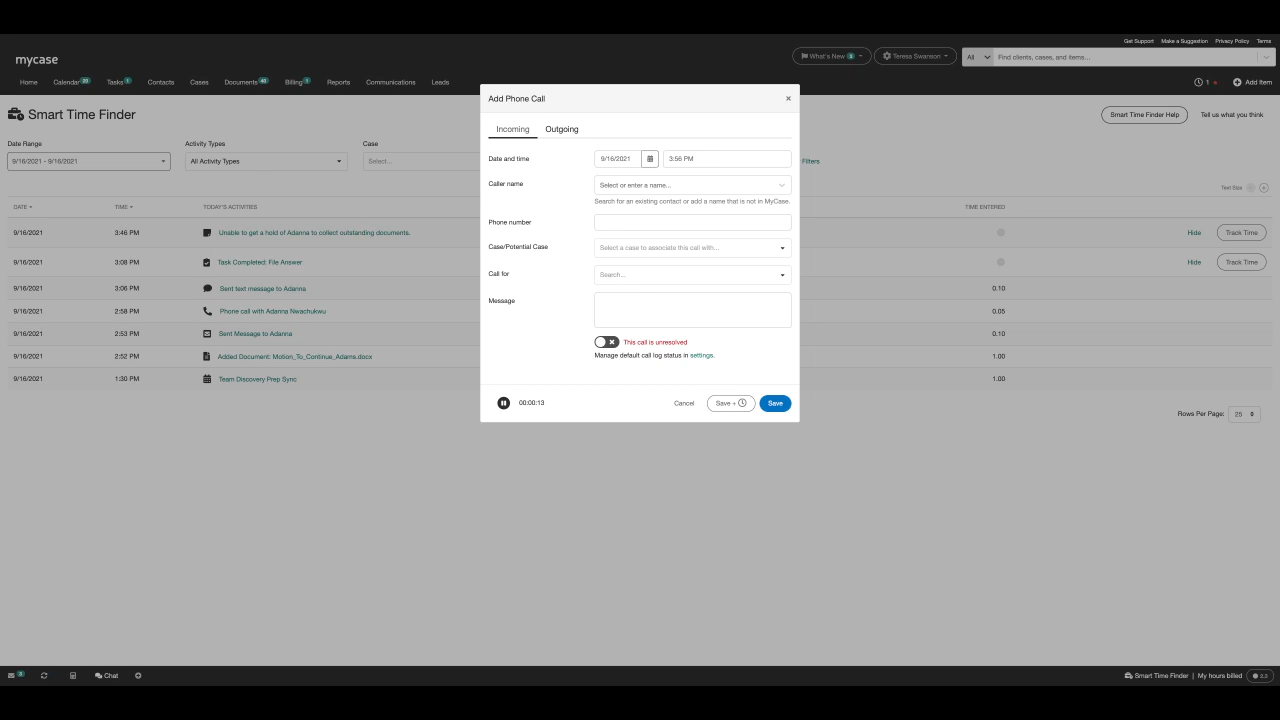 Get Support Make a Suggestion Privacy Policy Terms
mycase
What's New
Teresa Swanson
All Find clients, cases, and items...
Home Calendar 20 Tasks 1 Contacts Cases Documents 40 Billing Reports Communications Leads
1 Add Item
Smart Time Finder
Smart Time Finder Help Tell us what you think
Date Range Activity Types Case
9/16/2021 - 9/16/2021 All Activity Types Select... Filters
Text Size
DATE TIME TODAY'S ACTIVITIES TIME ENTERED
9/16/2021 3:46 PM Unable to get a hold of Adanna to collect outstanding documents. Hide Track Time
9/16/2021 3:08 PM Task Completed: File Answer Hide Track Time
9/16/2021 3:06 PM Sent text message to Adanna 0.10
9/16/2021 2:58 PM Phone call with Adanna Nwachukwu 0.05
9/16/2021 2:53 PM Sent Message to Adanna 0.10
9/16/2021 2:52 PM Added Document: Motion_To_Continue_Adams.docx 1.00
9/16/2021 1:30 PM Team Discovery Prep Sync 1.00
Rows Per Page: 25
Add Phone Call ×
Incoming Outgoing
Date and time 9/16/2021 3:56 PM
Caller name Select or enter a name...
Search for an existing contact or add a name that is not in MyCase.
Phone number
Case/Potential Case Select a case to associate this call with...
Call for Search...
Message
This call is unresolved
Manage default call log status in settings.
00:00:13 Cancel Save + Save
Chat
Smart Time Finder | My hours billed 3.3